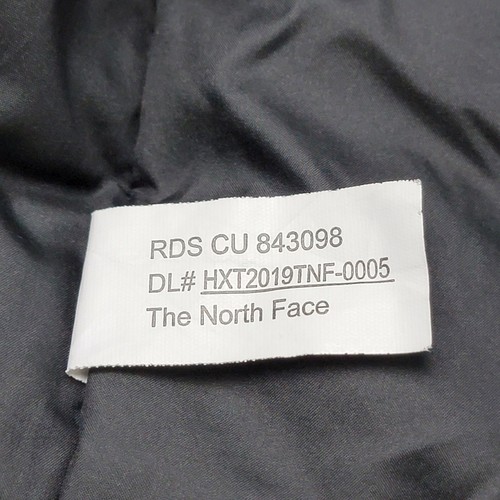 RDS CU 843098
DL# HXT2019TNF-0005
The North Face